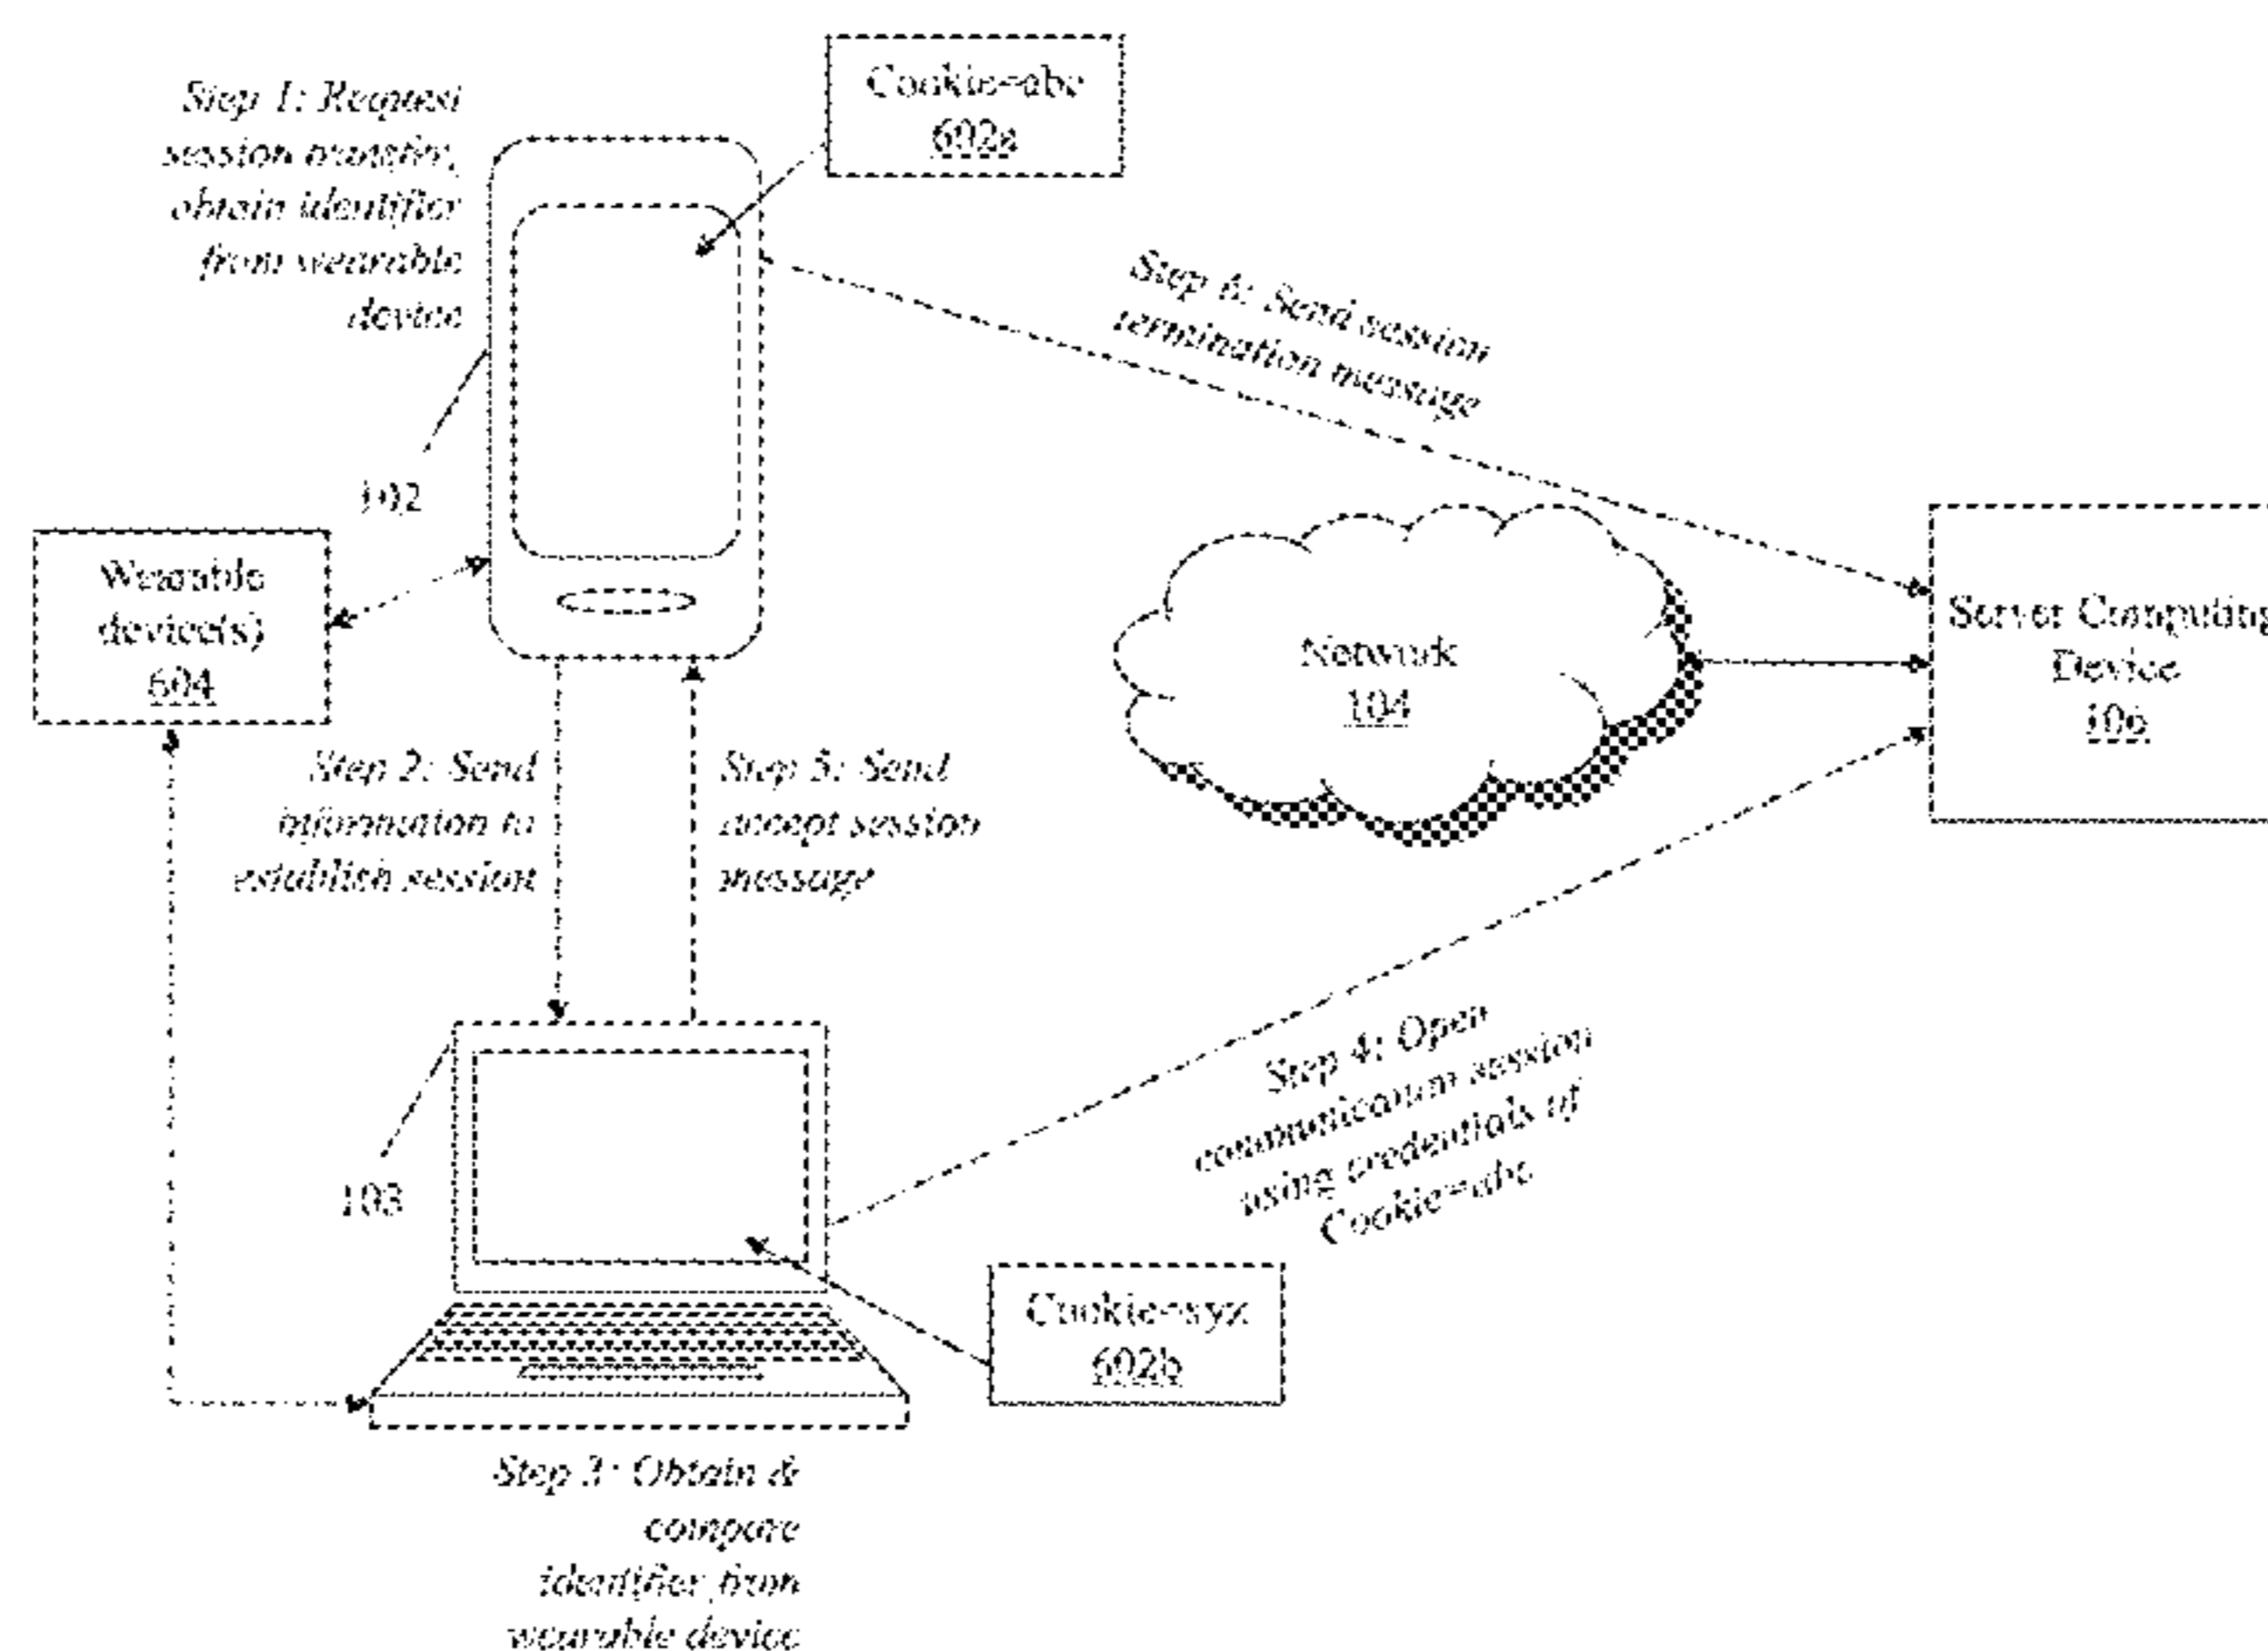 Cookie=abc
602a
Step 1: Request
session transfer,
obtain identifier
from wearable
device
102
Step 6: Send session
termination message
Wearable
device(s)
604
Network
104
Server Computing
Device
106
Step 2: Send
information to
establish session
Step 5: Send
accept session
message
103
Step 4: Open
communication session
using credentials of
Cookie=abc
Cookie=xyz
602b
Step 3: Obtain &
compare
identifier from
wearable device